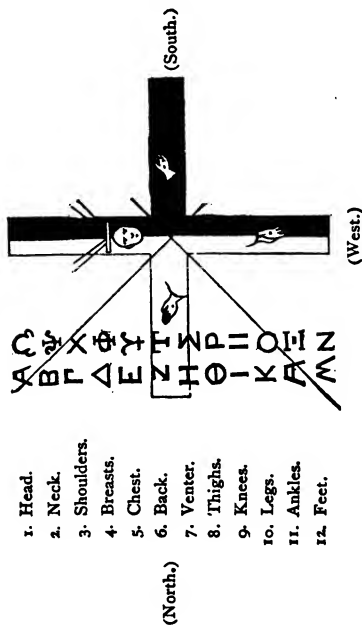 (South.)
(West.)
(North.)
1. Head. Α Ω
2. Neck. Β Ψ
3. Shoulders. Γ Χ
4. Breasts. Δ Φ
5. Chest. Ε Υ
6. Back. Ζ Τ
7. Venter. Η Σ
8. Thighs. Θ Ρ
9. Knees. Ι Π
10. Legs. Κ Ο
11. Ankles. Λ Ξ
12. Feet. Μ Ν